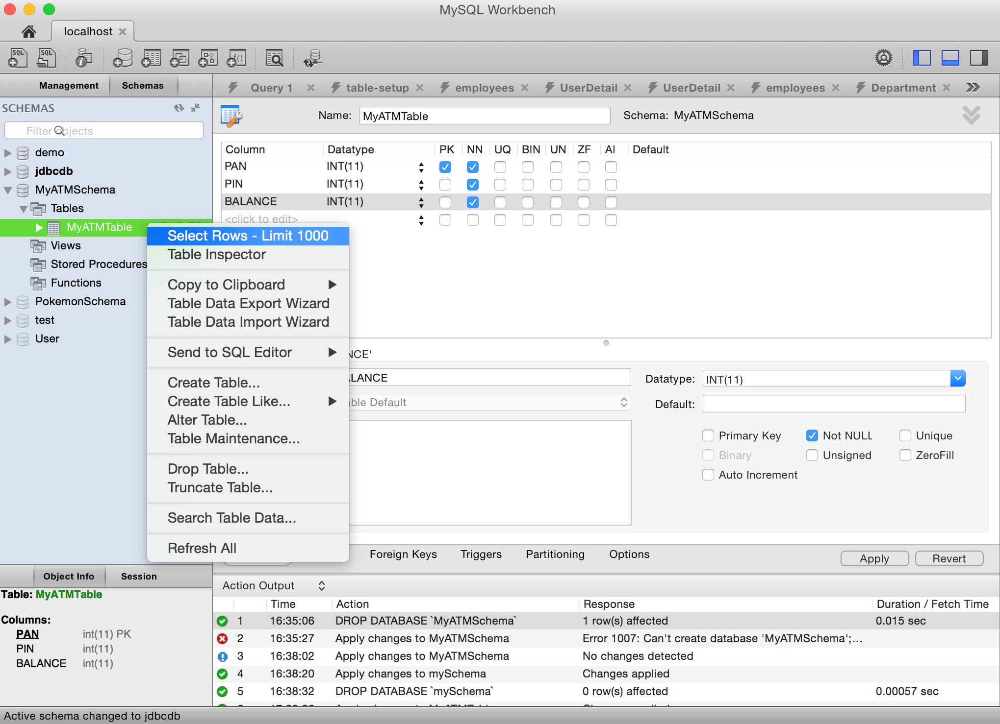 MySQL Workbench
localhost
SQL SQL
Management Schemas
Query 1 table-setup employees UserDetail UserDetail employees Department
SCHEMAS
Filter objects
demo
jdbcdb
MyATMSchema
Tables
MyATMTable
Views
Stored Procedures
Functions
PokemonSchema
test
User
Name: MyATMTable Schema: MyATMSchema
Column Datatype PK NN UQ BIN UN ZF AI Default
PAN INT(11)
PIN INT(11)
BALANCE INT(11)
<click to edit>
Select Rows - Limit 1000
Table Inspector
Copy to Clipboard
Table Data Export Wizard
Table Data Import Wizard
Send to SQL Editor
Create Table...
Create Table Like...
Alter Table...
Table Maintenance...
Drop Table...
Truncate Table...
Search Table Data...
Refresh All
NCE'
LANCE
ble Default
Datatype: INT(11)
Default:
Primary Key Not NULL Unique
Binary Unsigned ZeroFill
Auto Increment
Foreign Keys Triggers Partitioning Options Apply Revert
Object Info Session
Table: MyATMTable
Columns:
PAN int(11) PK
PIN int(11)
BALANCE int(11)
Action Output
Time Action Response Duration / Fetch Time
1 16:35:06 DROP DATABASE `MyATMSchema` 1 row(s) affected 0.015 sec
2 16:35:27 Apply changes to MyATMSchema Error 1007: Can't create database 'MyATMSchema';...
3 16:38:02 Apply changes to MyATMSchema No changes detected
4 16:38:20 Apply changes to mySchema Changes applied
5 16:38:32 DROP DATABASE `mySchema` 0 row(s) affected 0.00057 sec
Active schema changed to jdbcdb